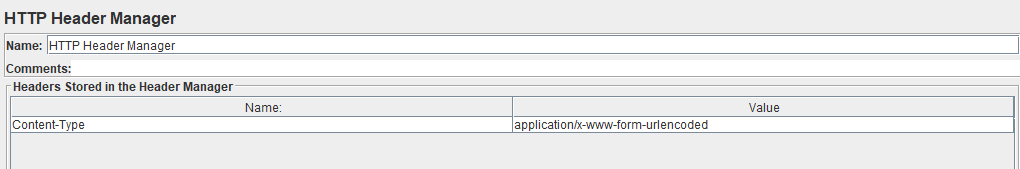 HTTP Header Manager
Name: HTTP Header Manager
Comments:
Headers Stored in the Header Manager
Name: Value
Content-Type application/x-www-form-urlencoded